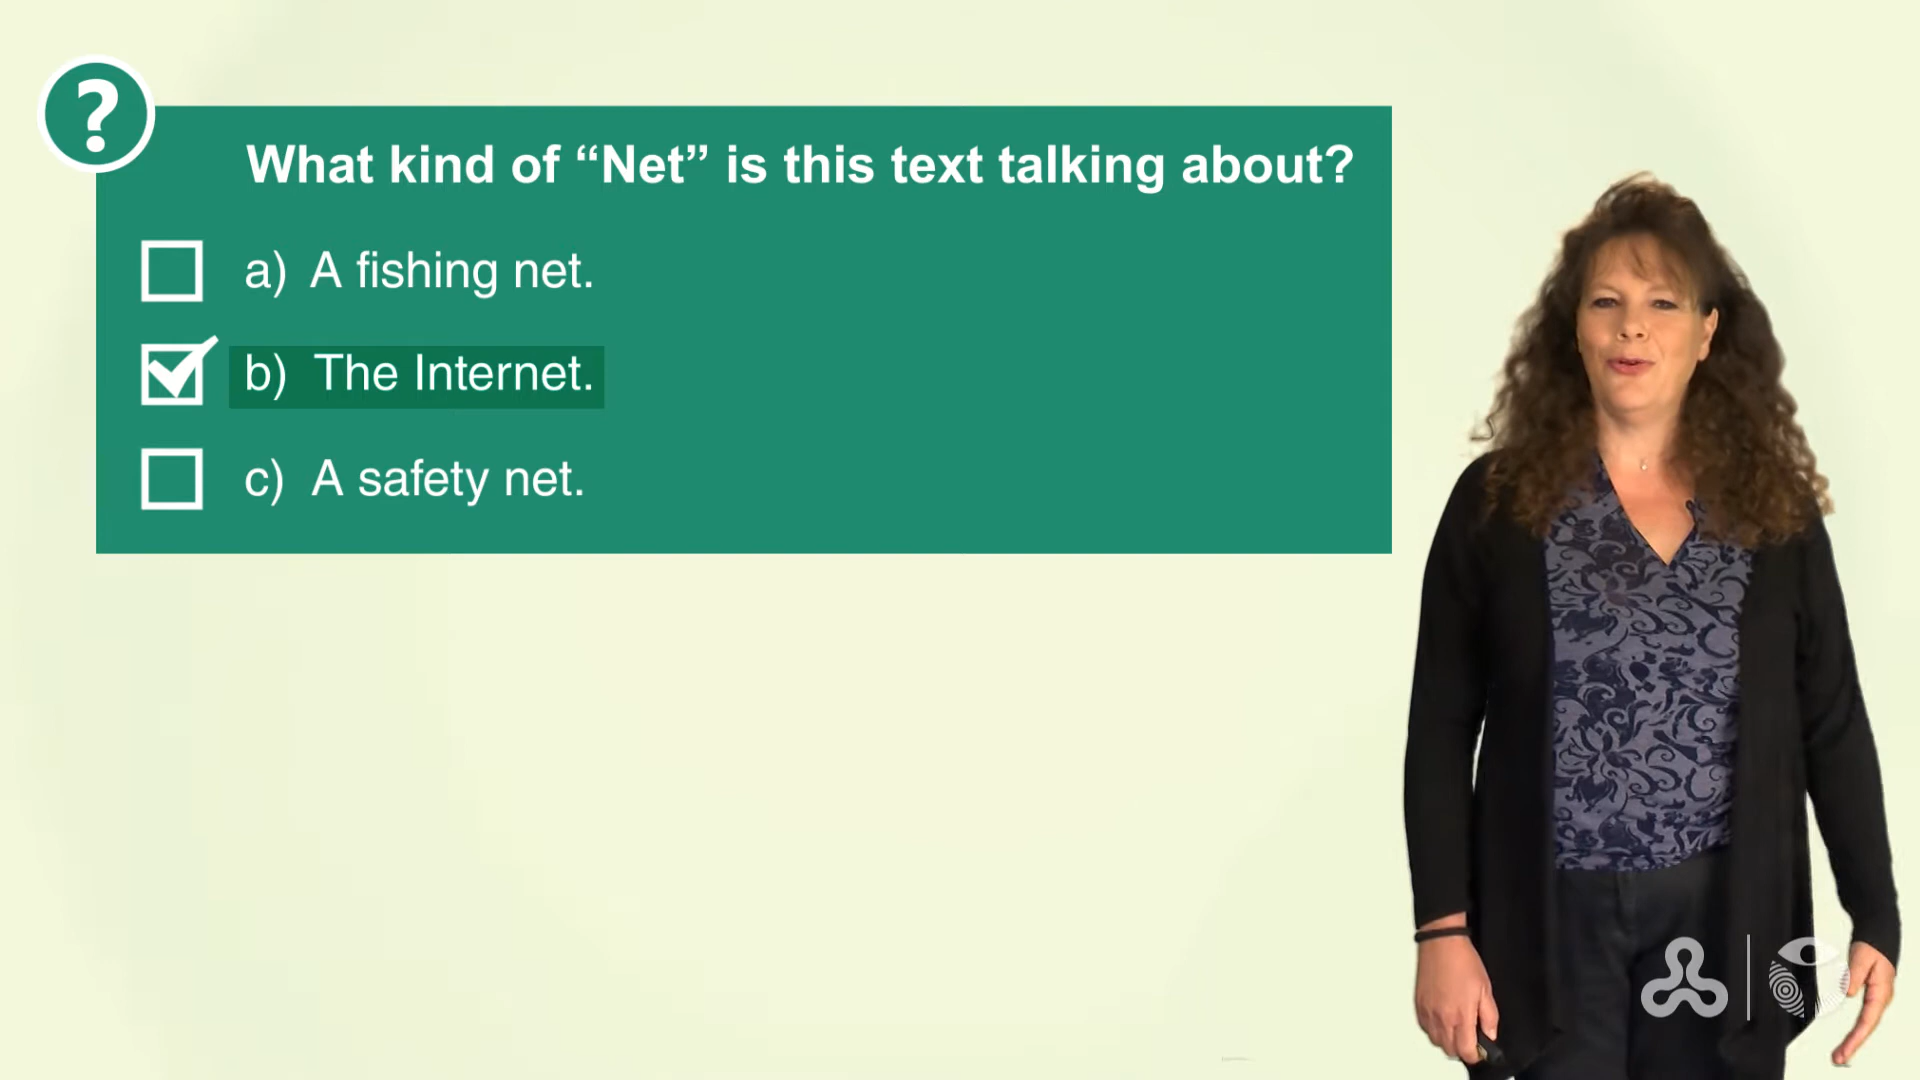 ?
What kind of “Net” is this text talking about?
a) A fishing net.
b) The Internet.
c) A safety net.